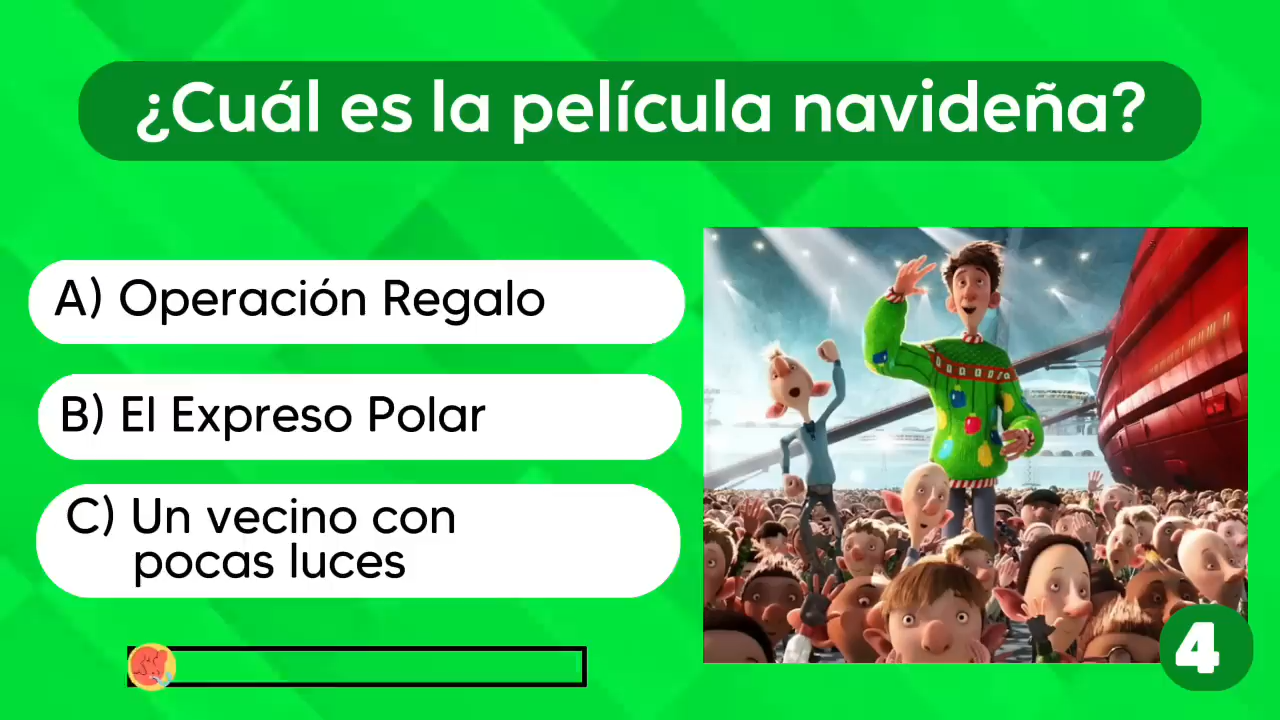 ¿Cuál es la película navideña?
A) Operación Regalo
B) El Expreso Polar
C) Un vecino con
pocas luces
4